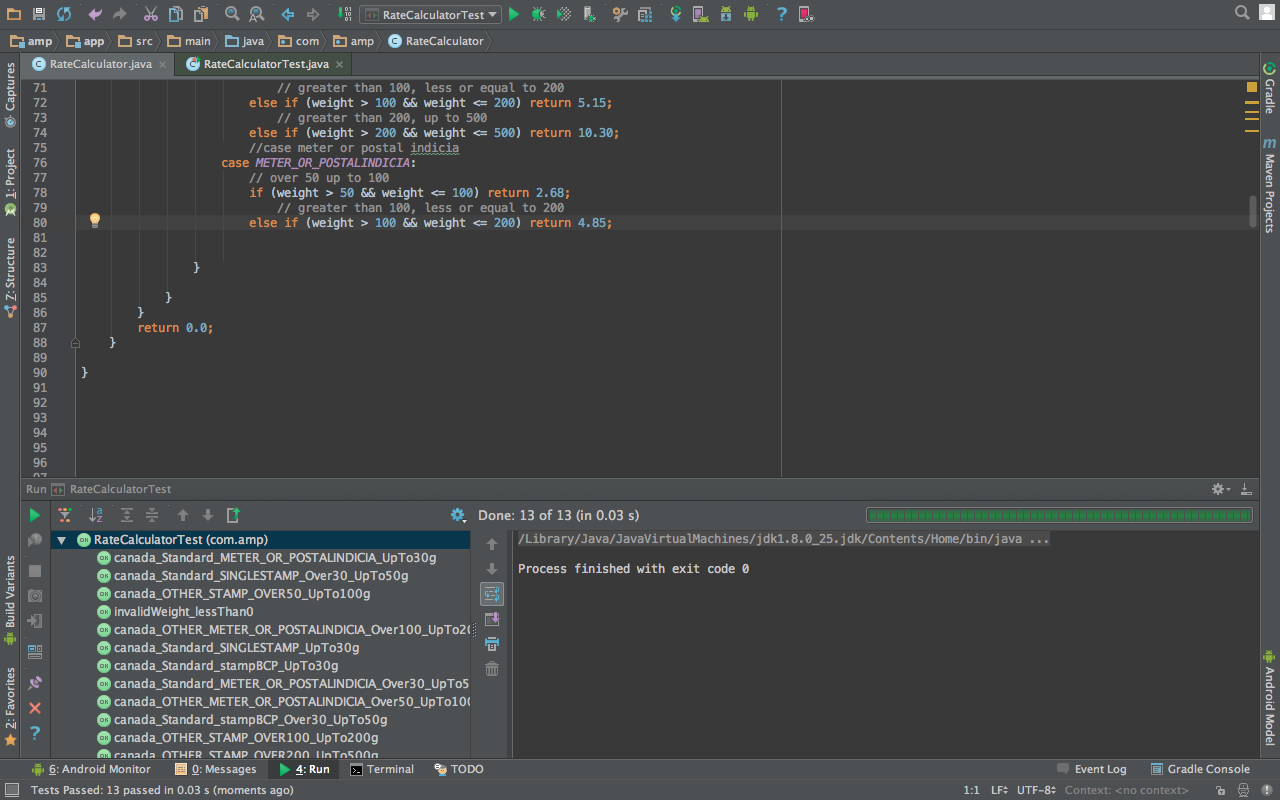 RateCalculatorTest
amp
app
src
main
java
com
amp
RateCalculator
RateCalculator.java
RateCalculatorTest.java
Captures
1: Project
7: Structure
Build Variants
2: Favorites
Gradle
Maven Projects
Android Model
71 // greater than 100, less or equal to 200
72 else if (weight > 100 && weight <= 200) return 5.15;
73 // greater than 200, up to 500
74 else if (weight > 200 && weight <= 500) return 10.30;
75 //case meter or postal indicia
76 case METER_OR_POSTALINDICIA:
77 // over 50 up to 100
78 if (weight > 50 && weight <= 100) return 2.68;
79 // greater than 100, less or equal to 200
80 else if (weight > 100 && weight <= 200) return 4.85;
81
82
83 }
84
85 }
86 }
87 return 0.0;
88 }
89
90 }
91
92
93
94
95
96
97
Run RateCalculatorTest
Done: 13 of 13 (in 0.03 s)
RateCalculatorTest (com.amp)
canada_Standard_METER_OR_POSTALINDICIA_UpTo30g
canada_Standard_SINGLESTAMP_Over30_UpTo50g
canada_OTHER_STAMP_OVER50_UpTo100g
invalidWeight_lessThan0
canada_OTHER_METER_OR_POSTALINDICIA_Over100_UpTo20
canada_Standard_SINGLESTAMP_UpTo30g
canada_Standard_stampBCP_UpTo30g
canada_Standard_METER_OR_POSTALINDICIA_Over30_UpTo5
canada_OTHER_METER_OR_POSTALINDICIA_Over50_UpTo100
canada_Standard_stampBCP_Over30_UpTo50g
canada_OTHER_STAMP_OVER100_UpTo200g
canada_OTHER_STAMP_OVER200_UpTo500g
/Library/Java/JavaVirtualMachines/jdk1.8.0_25.jdk/Contents/Home/bin/java ...
Process finished with exit code 0
6: Android Monitor
0: Messages
4: Run
Terminal
TODO
Event Log
Gradle Console
Tests Passed: 13 passed in 0.03 s (moments ago)
1:1
LF
UTF-8
Context: <no context>